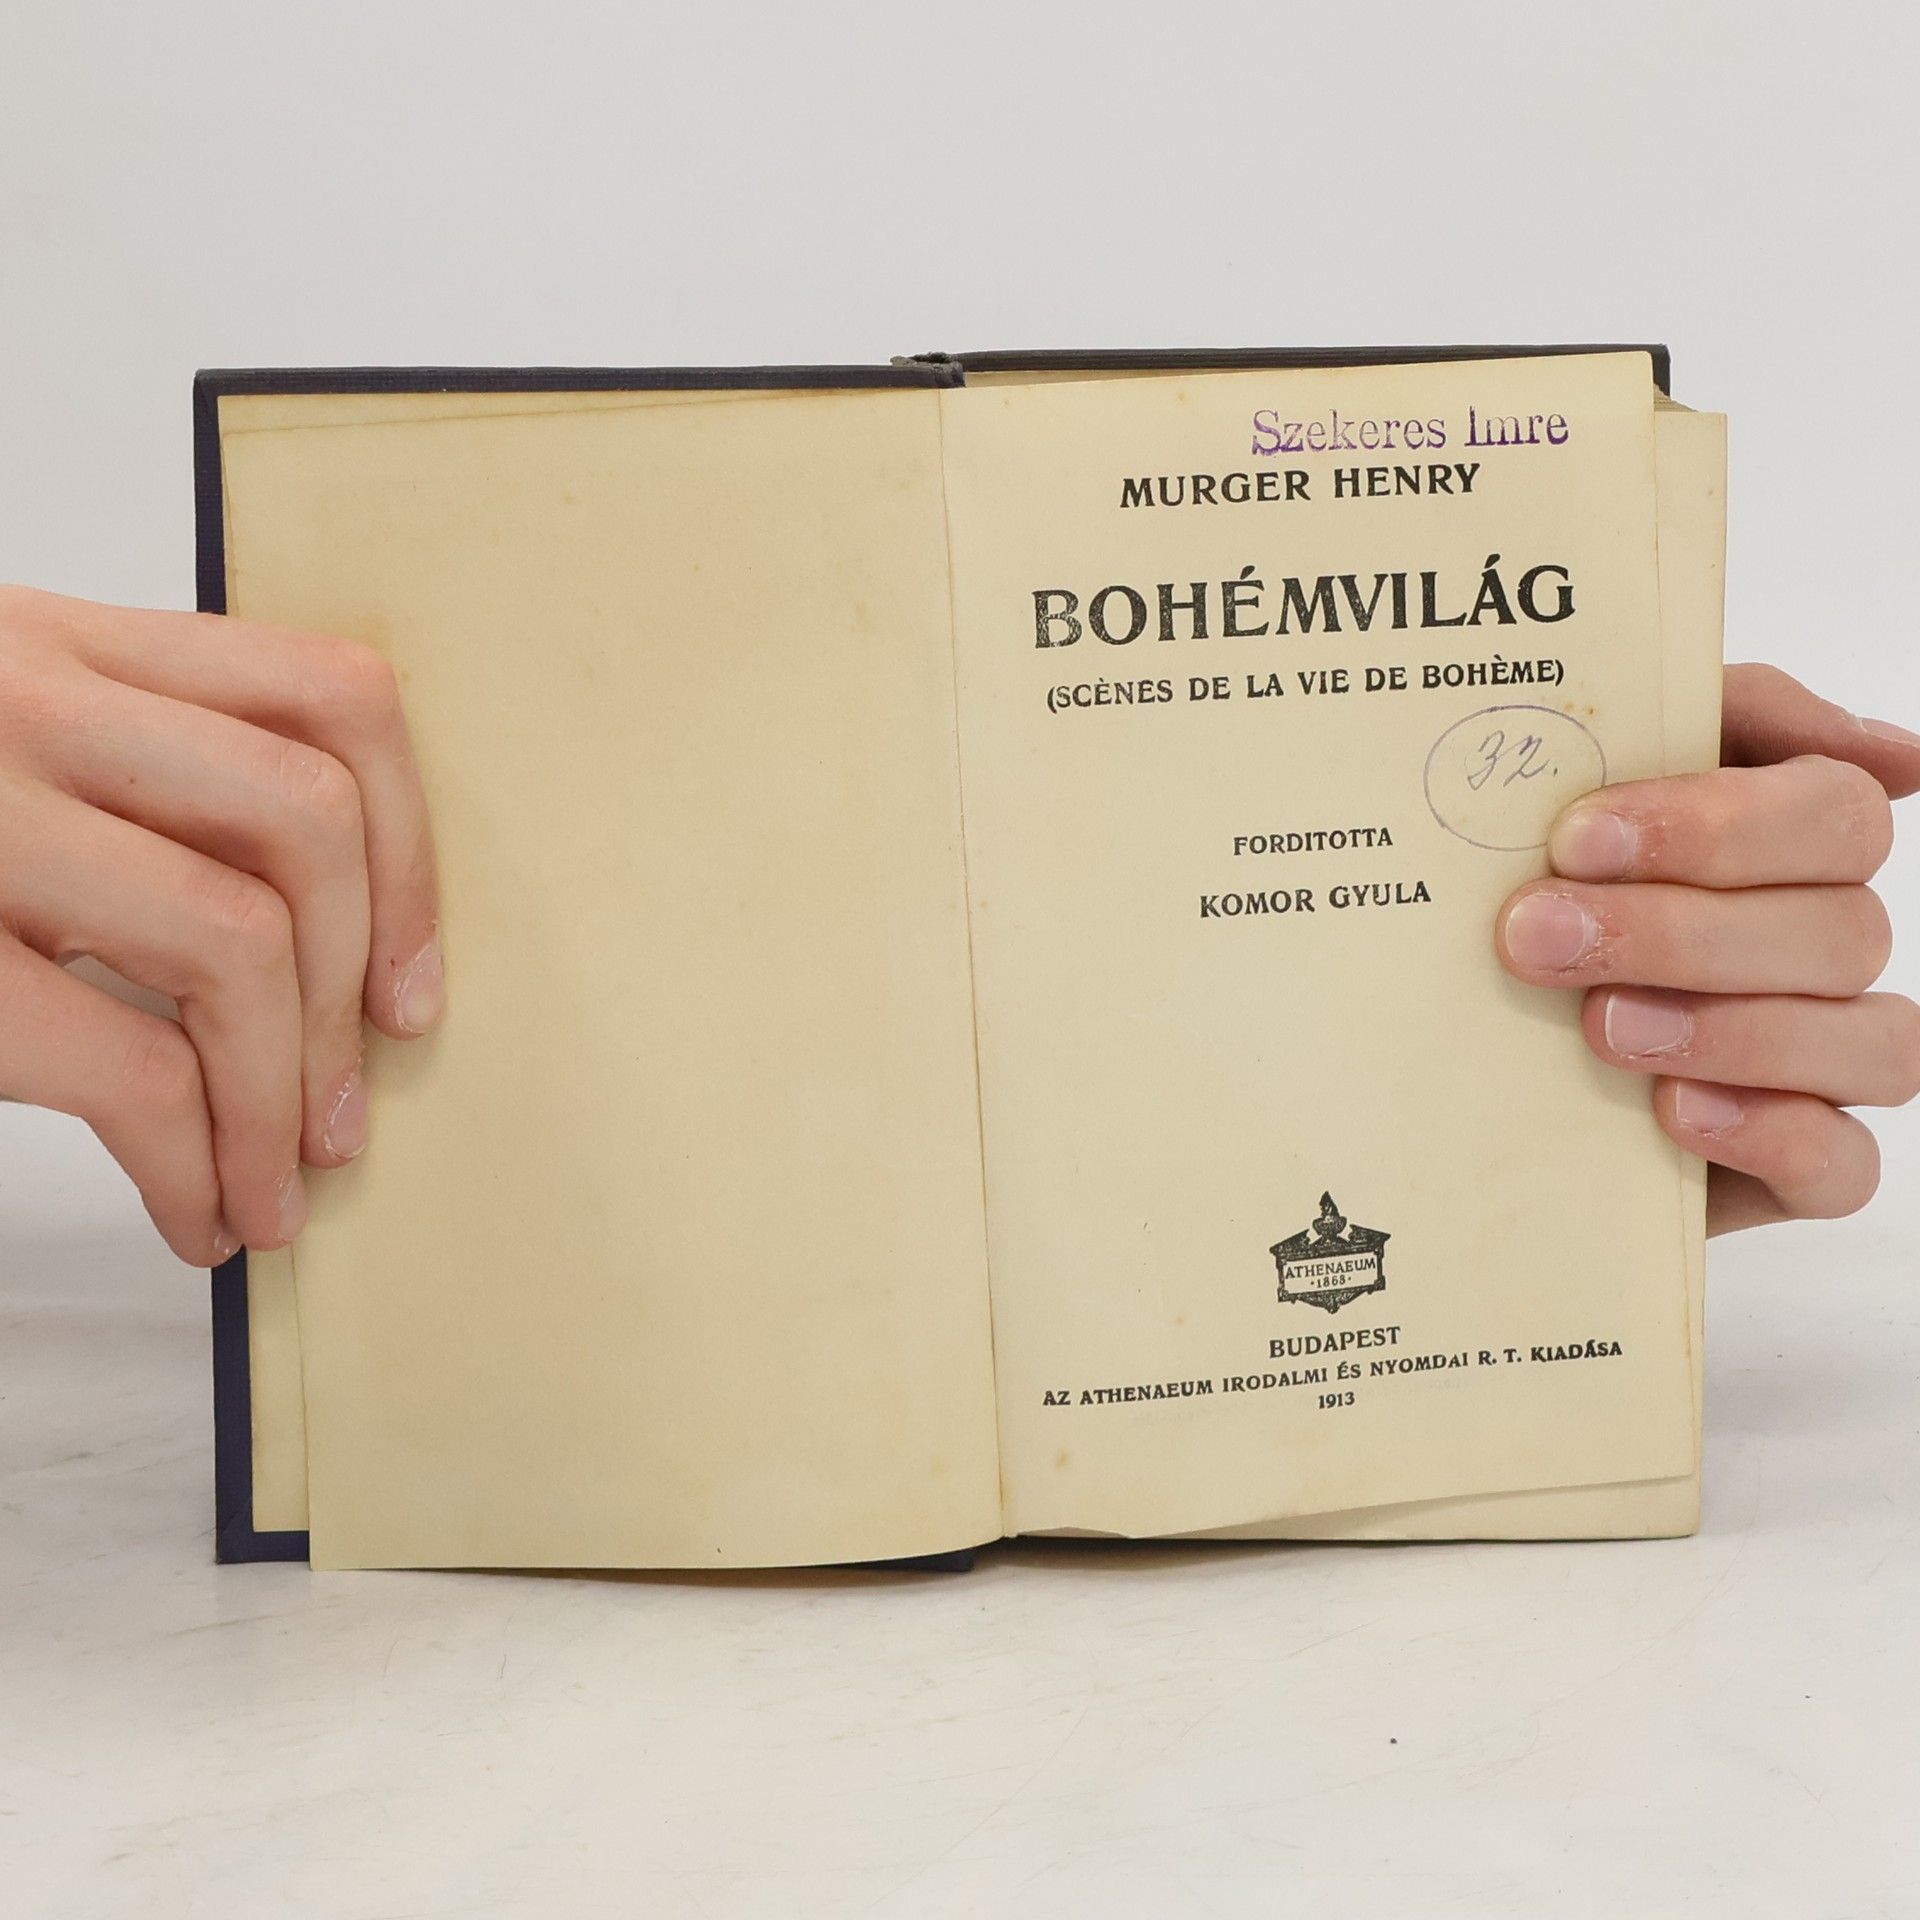 Szekeres Imre
MURGER HENRY
BOHÉMVILÁG
(SCÈNES DE LA VIE DE BOHÈME)
32.
FORDITOTTA
KOMOR GYULA
ATHENAEUM
·1868·
BUDAPEST
AZ ATHENAEUM IRODALMI ÉS NYOMDAI R. T. KIADÁSA
1913